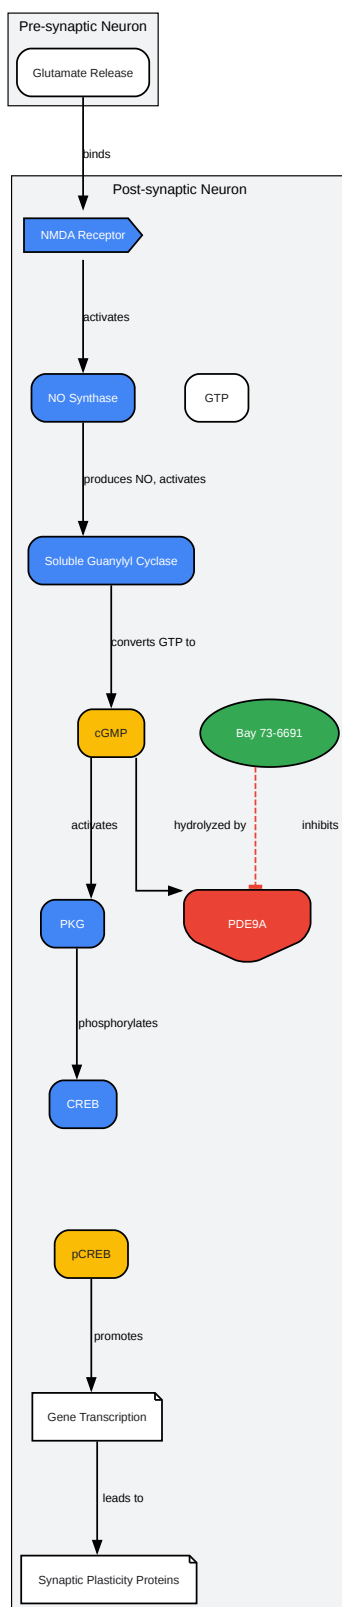 Pre-synaptic Neuron
Glutamate Release
binds
Post-synaptic Neuron
NMDA Receptor
activates
NO Synthase
GTP
produces NO, activates
Soluble Guanylyl Cyclase
converts GTP to
cGMP
Bay 73-6691
activates
hydrolyzed by
inhibits
PKG
PDE9A
phosphorylates
CREB
pCREB
promotes
Gene Transcription
leads to
Synaptic Plasticity Proteins